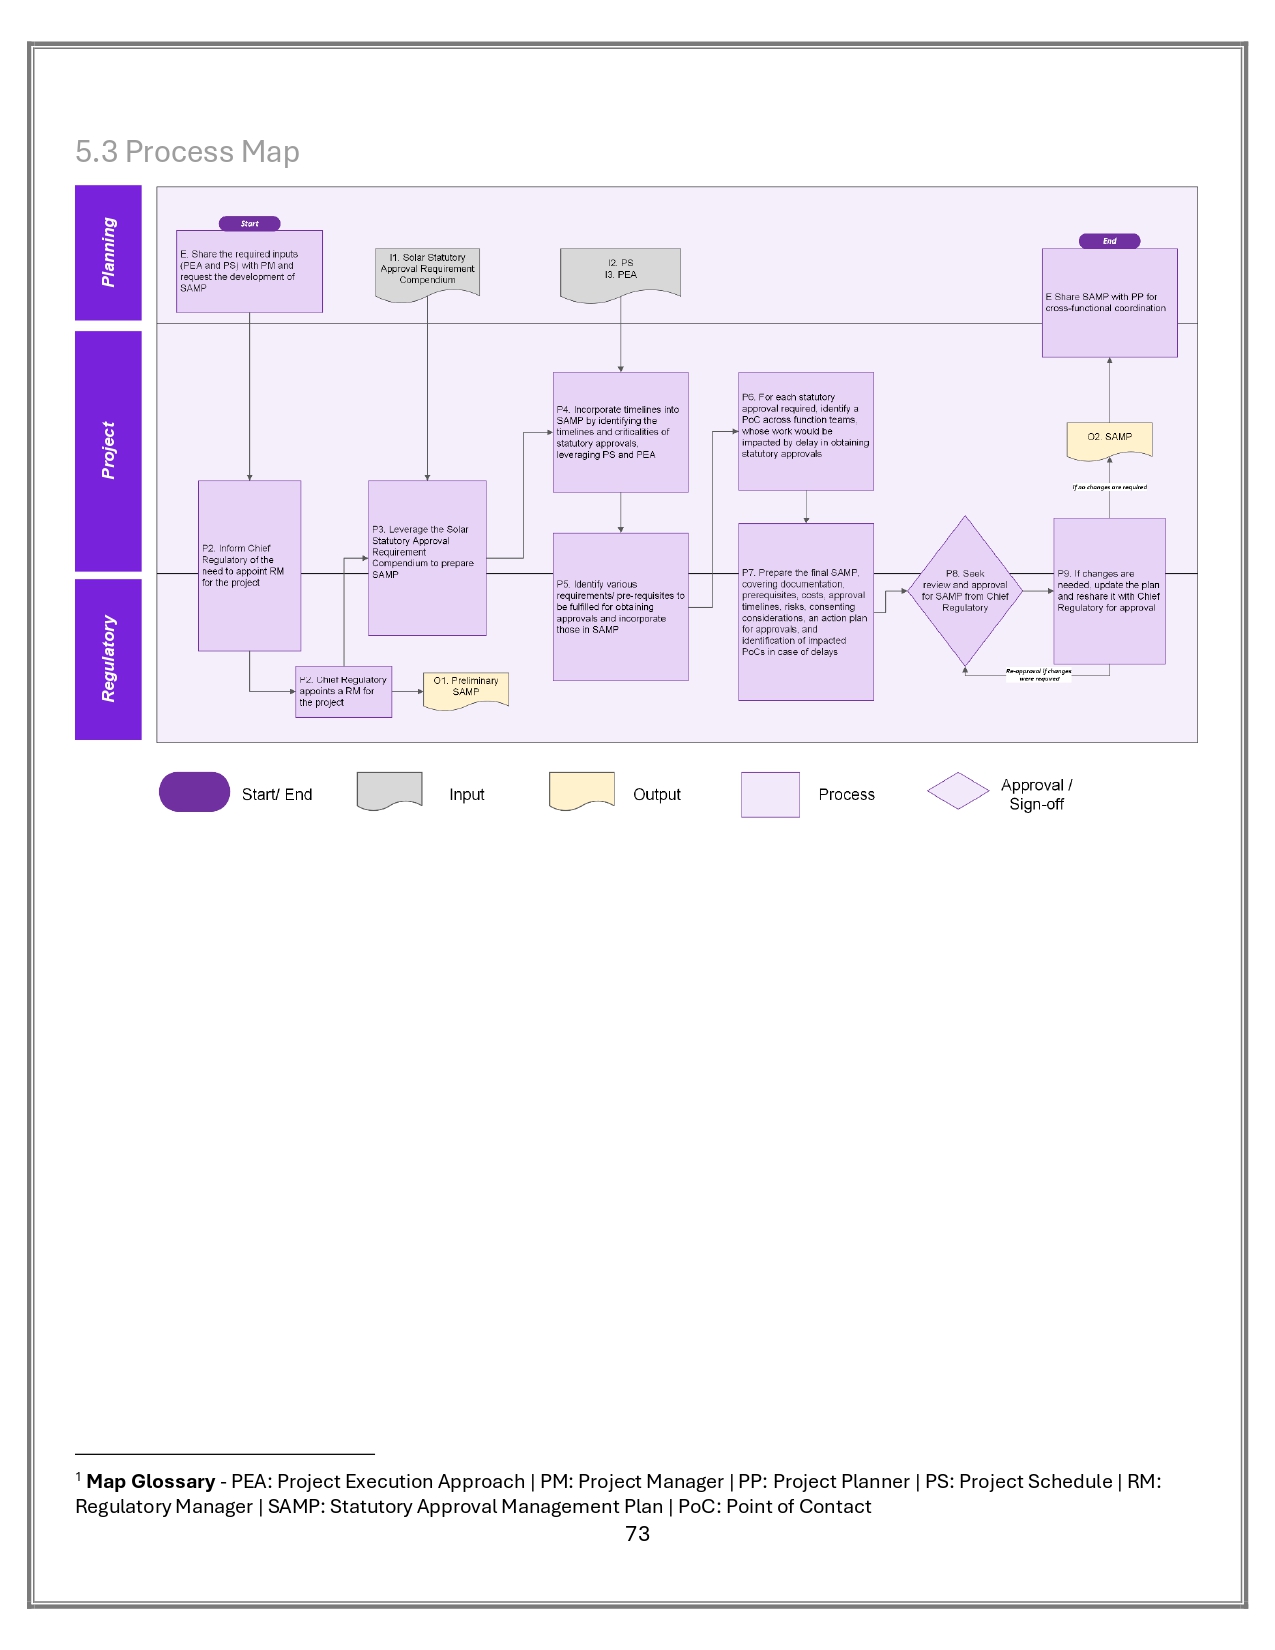 5.3 Process Map
Planning
Start
E. Share the required inputs
(PEA and PS) with PM and
request the development of
SAMP
I1. Solar Statutory
Approval Requirement
Compendium
I2. PS
I3. PEA
End
E Share SAMP with PP for
cross-functional coordination
Project
P2. Inform Chief
Regulatory of the
need to appoint RM
for the project
P3. Leverage the Solar
Statutory Approval
Requirement
Compendium to prepare
SAMP
P4. Incorporate timelines into
SAMP by identifying the
timelines and criticalities of
statutory approvals,
leveraging PS and PEA
P5. Identify various
requirements/ pre-requisites to
be fulfilled for obtaining
approvals and incorporate
those in SAMP
P6. For each statutory
approval required, identify a
PoC across function teams,
whose work would be
impacted by delay in obtaining
statutory approvals
P7. Prepare the final SAMP,
covering documentation,
prerequisites, costs, approval
timelines, risks, consenting
considerations, an action plan
for approvals, and
identification of impacted
PoCs in case of delays
P8. Seek
review and approval
for SAMP from Chief
Regulatory
P9. If changes are
needed, update the plan
and reshare it with Chief
Regulatory for approval
O2. SAMP
If no changes are required
Re-approval if changes
were required
Regulatory
P2. Chief Regulatory
appoints a RM for
the project
O1. Preliminary
SAMP
Start/ End
Input
Output
Process
Approval /
Sign-off
1 Map Glossary - PEA: Project Execution Approach | PM: Project Manager | PP: Project Planner | PS: Project Schedule | RM:
Regulatory Manager | SAMP: Statutory Approval Management Plan | PoC: Point of Contact
73